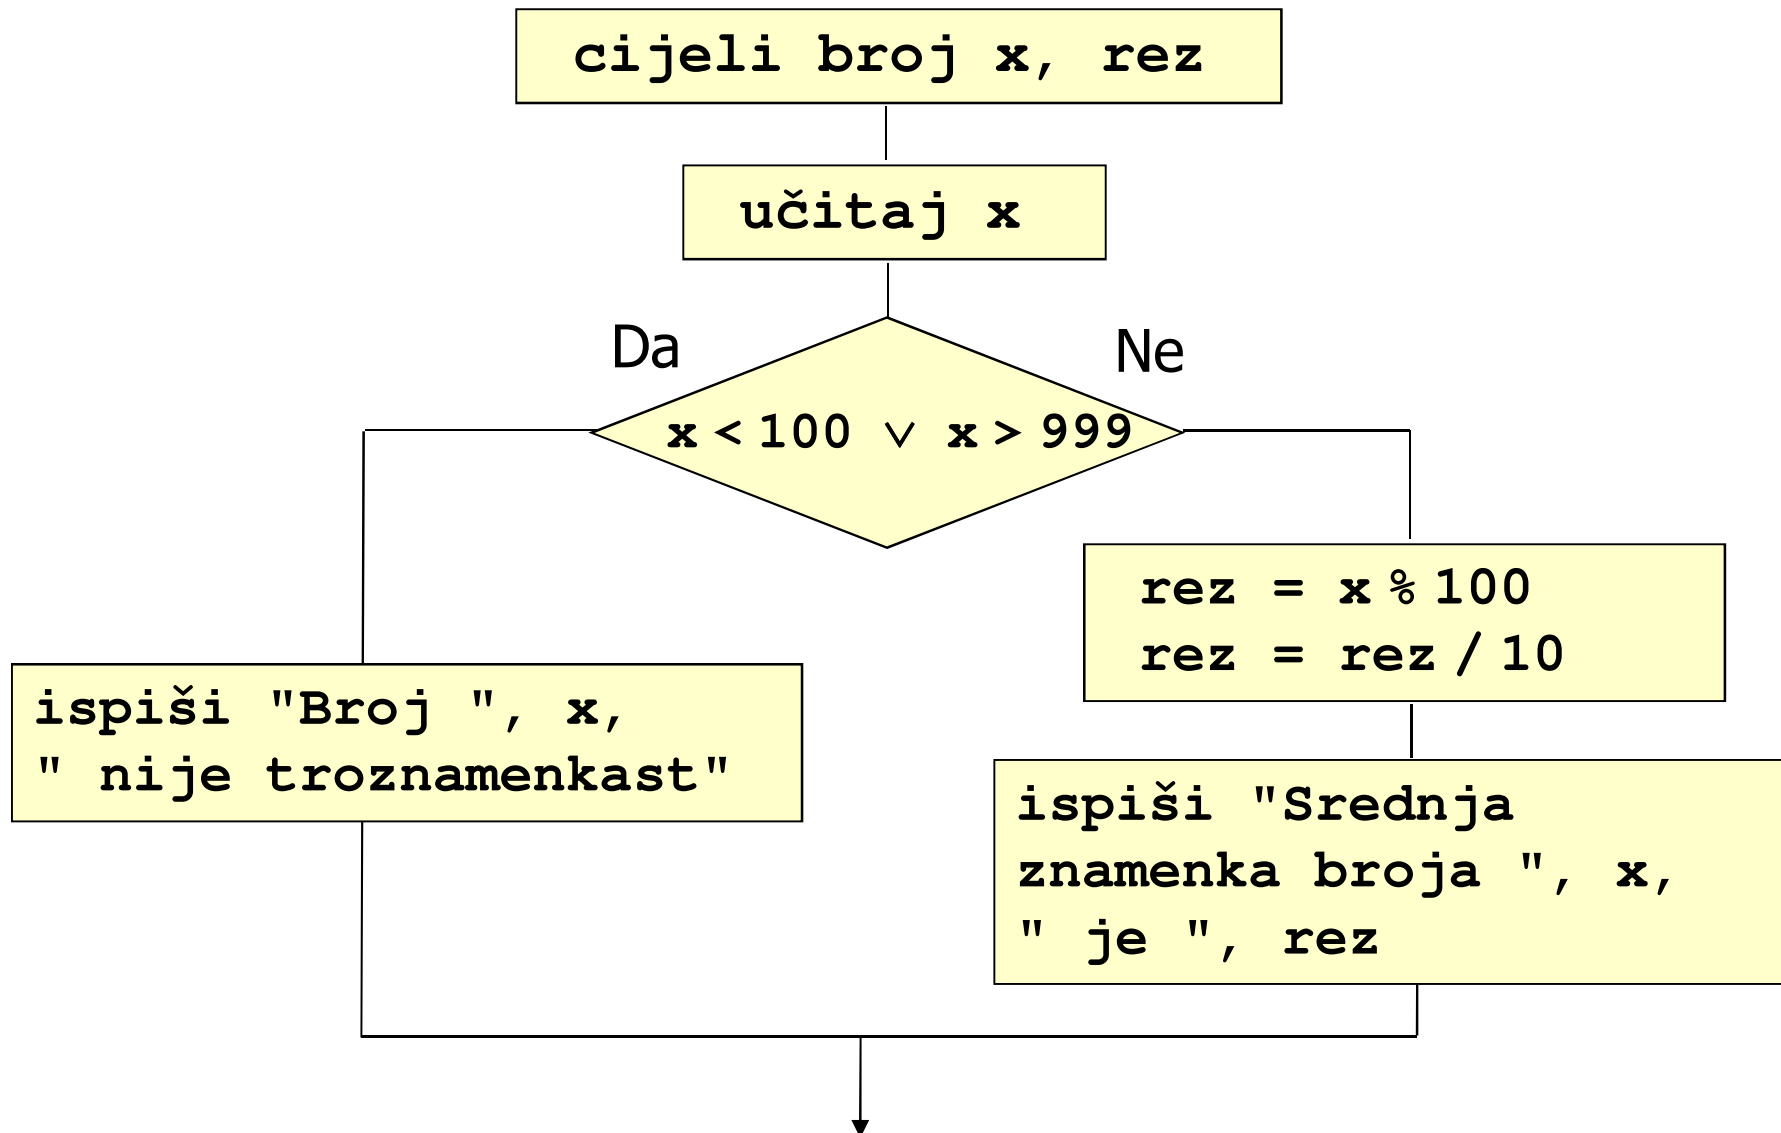 cijeli broj x, rez
učitaj x
Da
Ne
x < 100 ∨ x > 999
rez = x % 100
rez = rez / 10
ispiši "Broj ", x,
" nije troznamenkast"
ispiši "Srednja
znamenka broja ", x,
" je ", rez